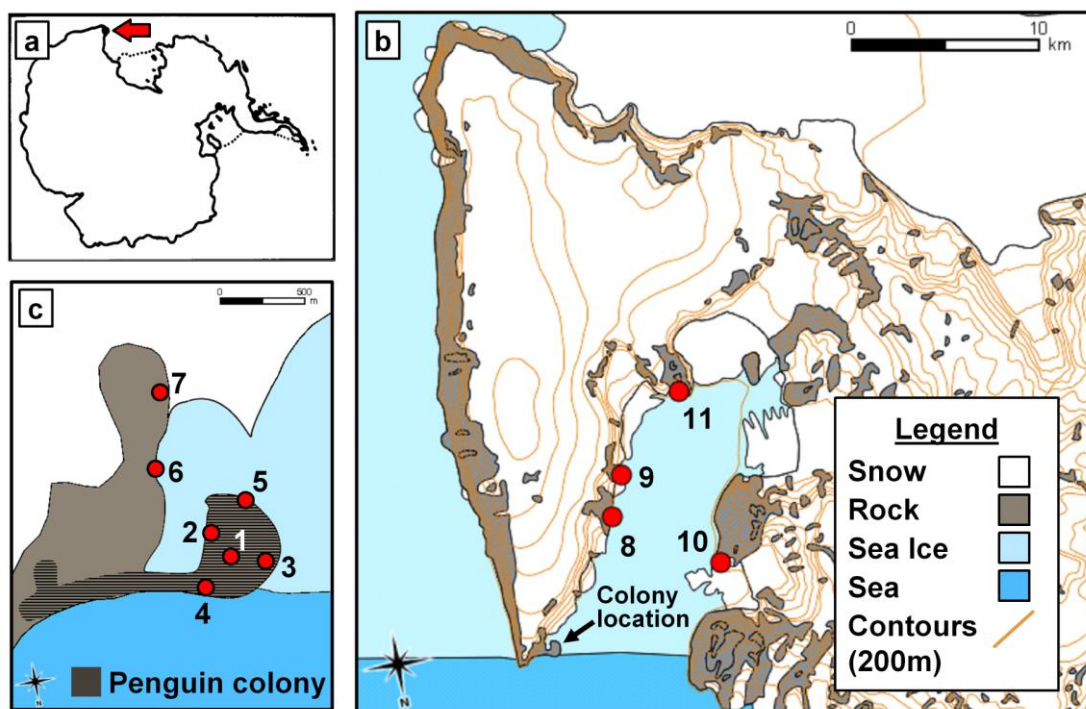 a
b
0 10
km
c
0 500
m
7
6
5
2
1
3
4
N
Penguin colony
11
9
8
10
Colony
location
N
Legend
Snow
Rock
Sea Ice
Sea
Contours
(200m)